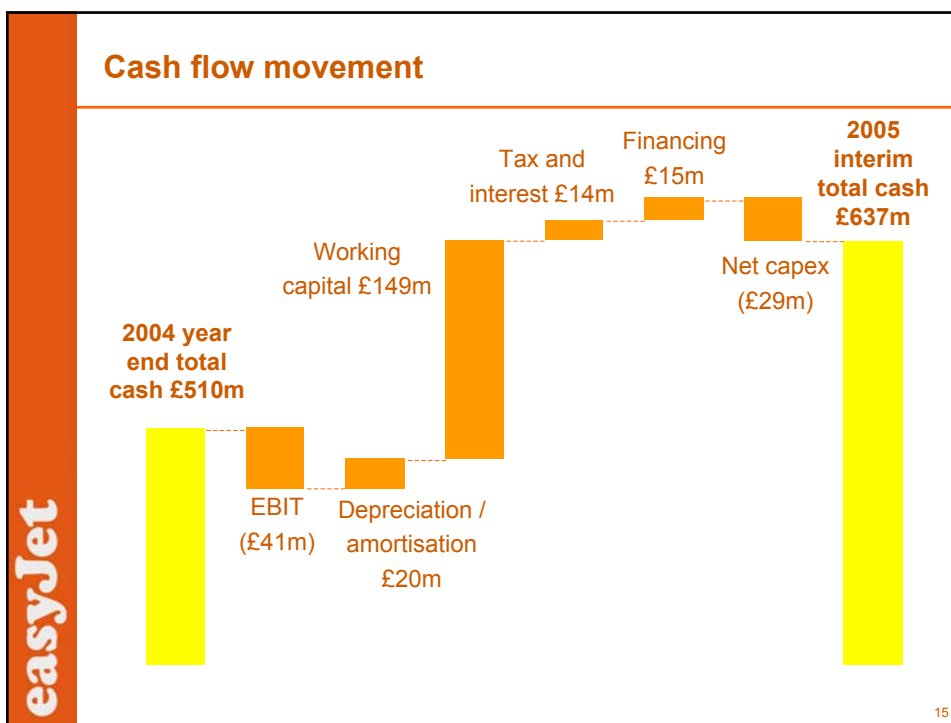 Cash flow movement
2004 year
end total
cash £510m
EBIT
(£41m)
Depreciation /
amortisation
£20m
Working
capital £149m
Tax and
interest £14m
Financing
£15m
Net capex
(£29m)
2005
interim
total cash
£637m
easyJet
15